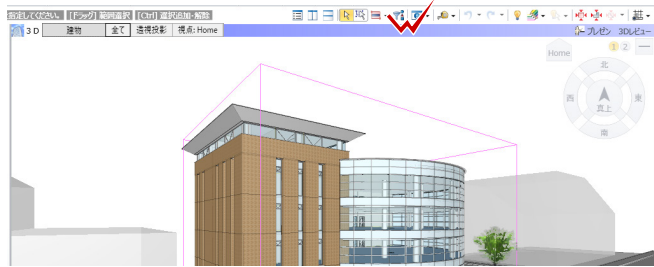 指定してください。 [[ドラッグ] 範囲選択] [[Ctrl] 選択追加・解除]
3 D 建物 全て 透視投影 視点: Home プレゼン 3Dレビュー
Home 1 2
北
西 東
真上
南